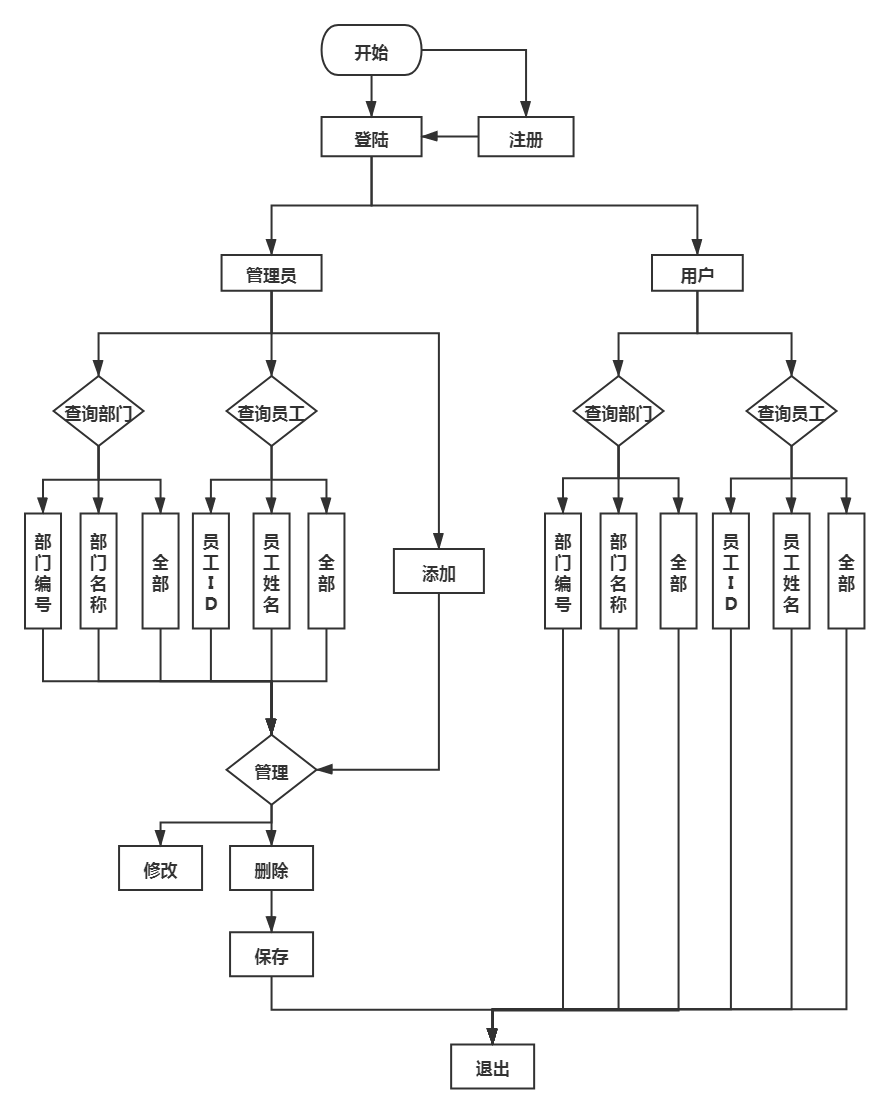 开始
登陆
注册
管理员
用户
查询部门
查询员工
查询部门
查询员工
部门编号
部门名称
全部
员工ID
员工姓名
全部
添加
部门编号
部门名称
全部
员工ID
员工姓名
全部
管理
修改
删除
保存
退出